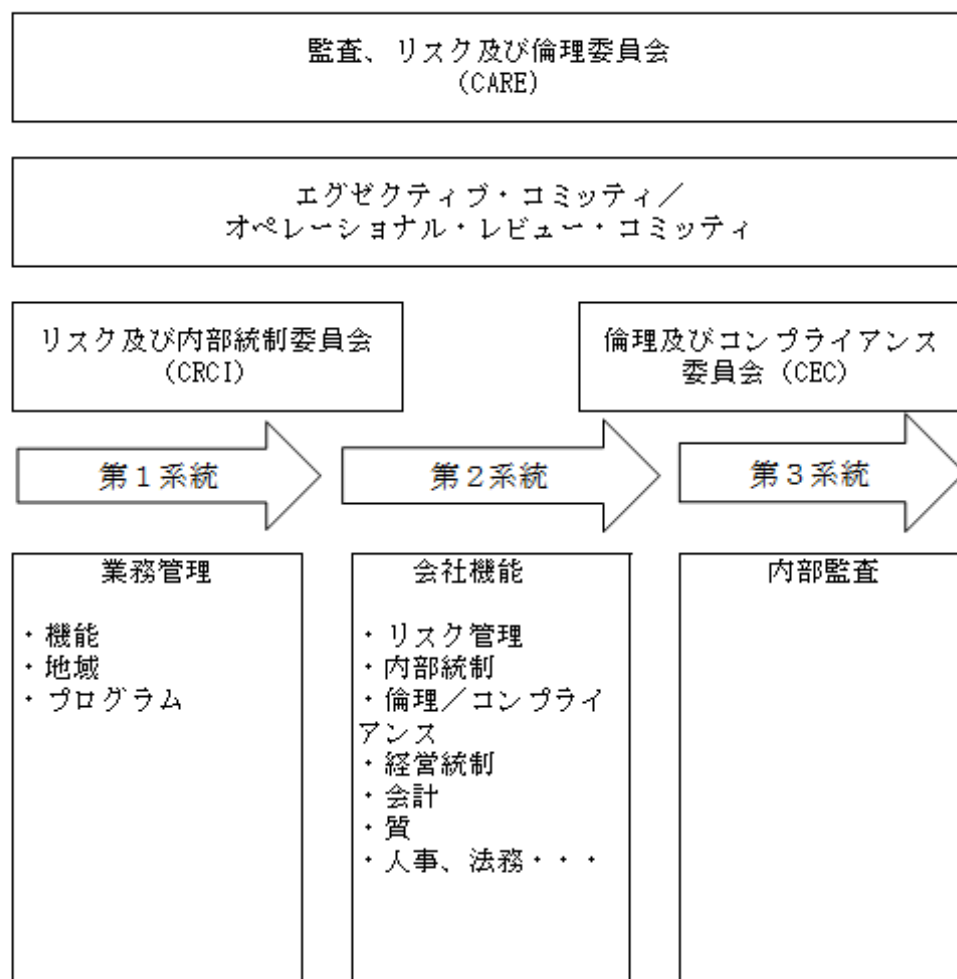 監査、リスク及び倫理委員会
(CARE)
エグゼクティブ・コミッティ／
オペレーショナル・レビュー・コミッティ
リスク及び内部統制委員会
(CRCI)
倫理及びコンプライアンス
委員会 (CEC)
第１系統
第２系統
第３系統
業務管理
・機能
・地域
・プログラム
会社機能
・リスク管理
・内部統制
・倫理／コンプライ
アンス
・経営統制
・会計
・質
・人事、法務・・・
内部監査